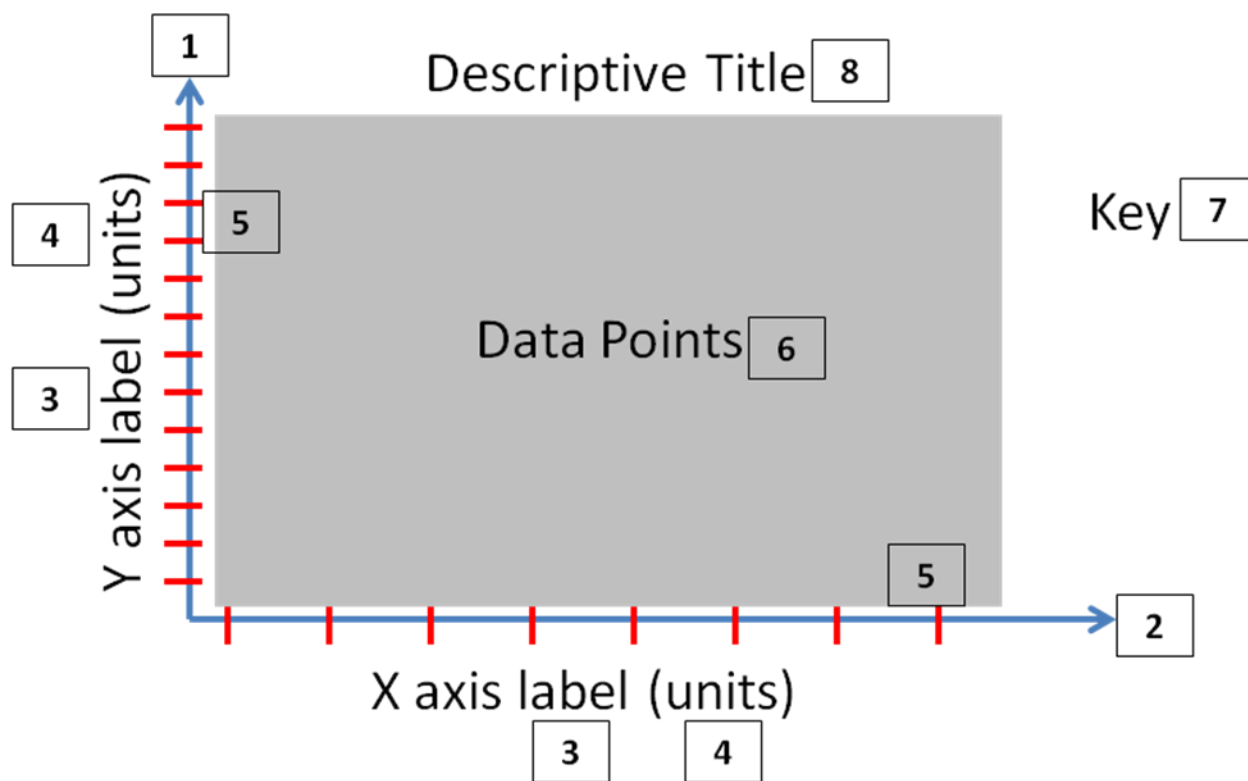 1
Descriptive Title 8
4
5
Key 7
Y axis label (units)
3
Data Points 6
5
2
X axis label (units)
3 4